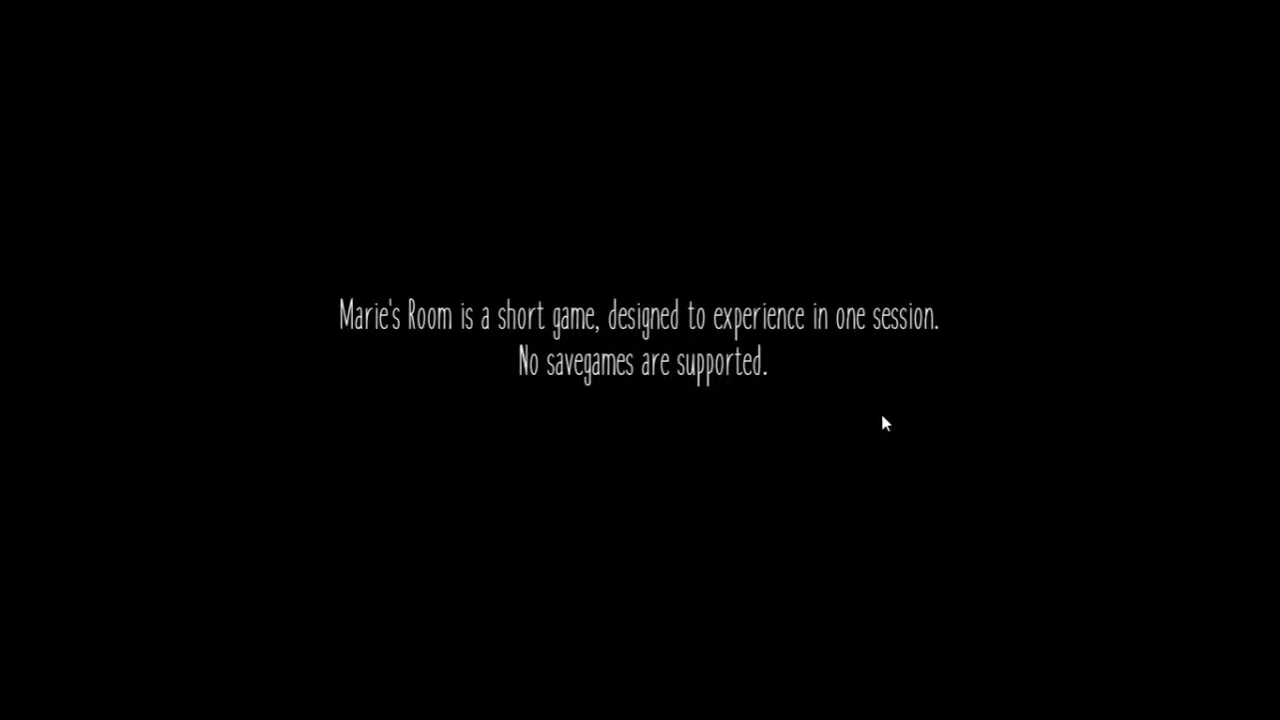 Marie's Room is a short game, designed to experience in one session.
No savegames are supported.